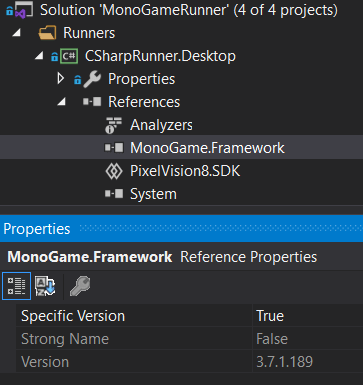 Solution 'MonoGameRunner' (4 of 4 projects)
Runners
C# CSharpRunner.Desktop
Properties
References
Analyzers
MonoGame.Framework
PixelVision8.SDK
System
Properties
MonoGame.Framework Reference Properties
Specific Version True
Strong Name False
Version 3.7.1.189